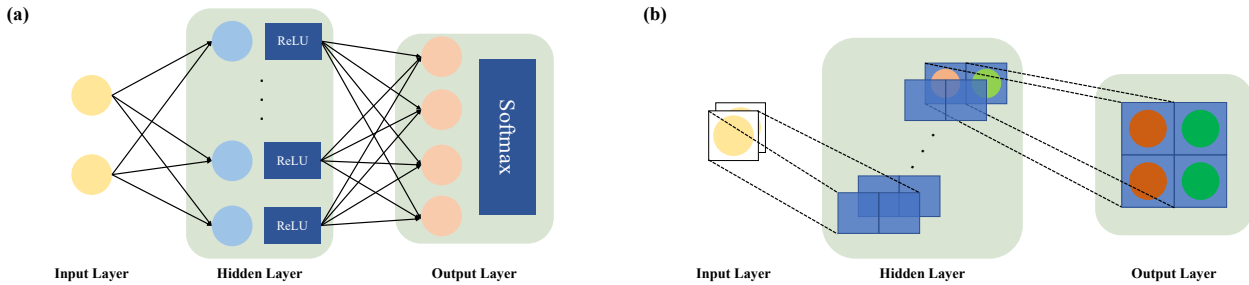 (a)
ReLU
ReLU
ReLU
Softmax
Input Layer
Hidden Layer
Output Layer
(b)
Input Layer
Hidden Layer
Output Layer